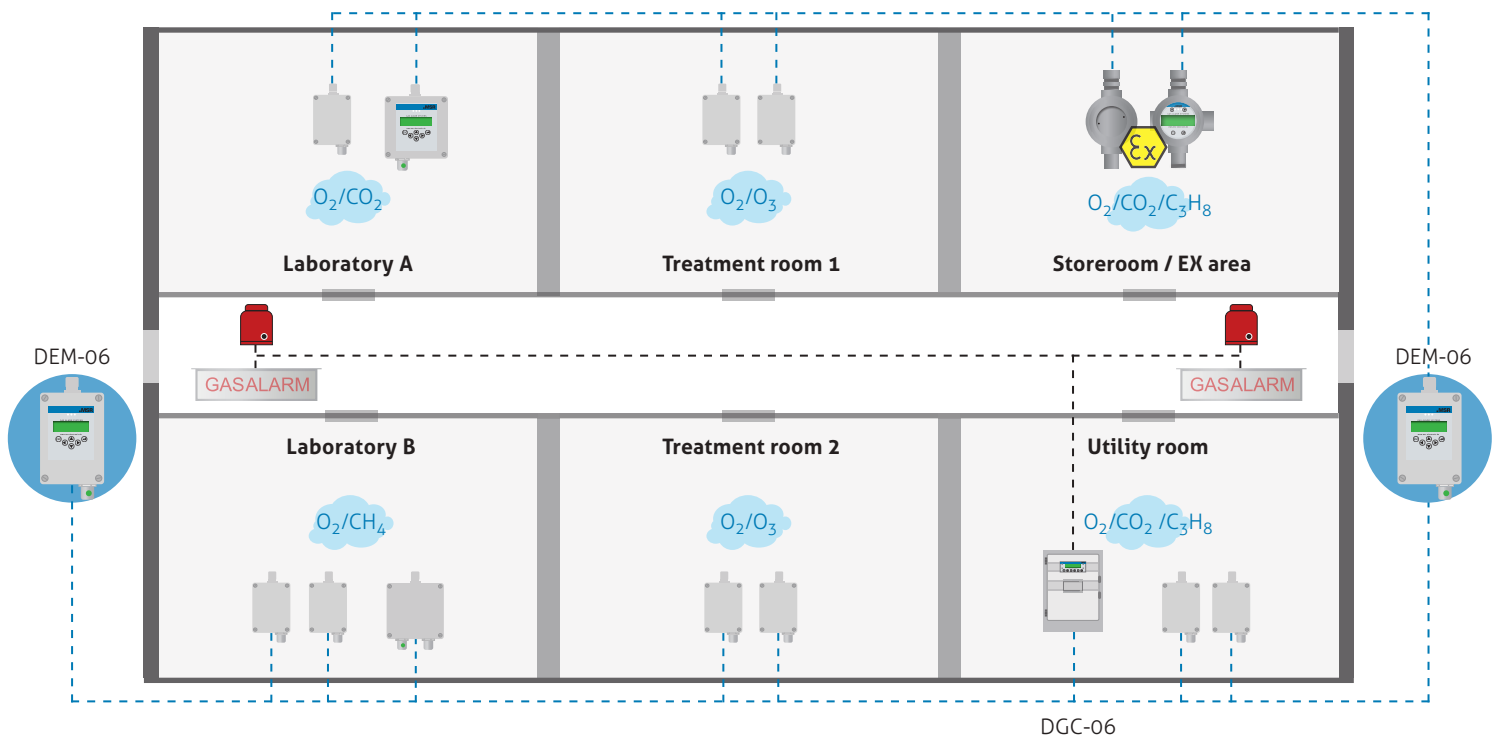 O₂/CO₂
O₂/O₃
εx
O₂/CO₂/C₃H₈
Laboratory A
Treatment room 1
Storeroom / EX area
DEM-06
DEM-06
GASALARM
GASALARM
Laboratory B
Treatment room 2
Utility room
O₂/CH₄
O₂/O₃
O₂/CO₂ /C₃H₈
DGC-06